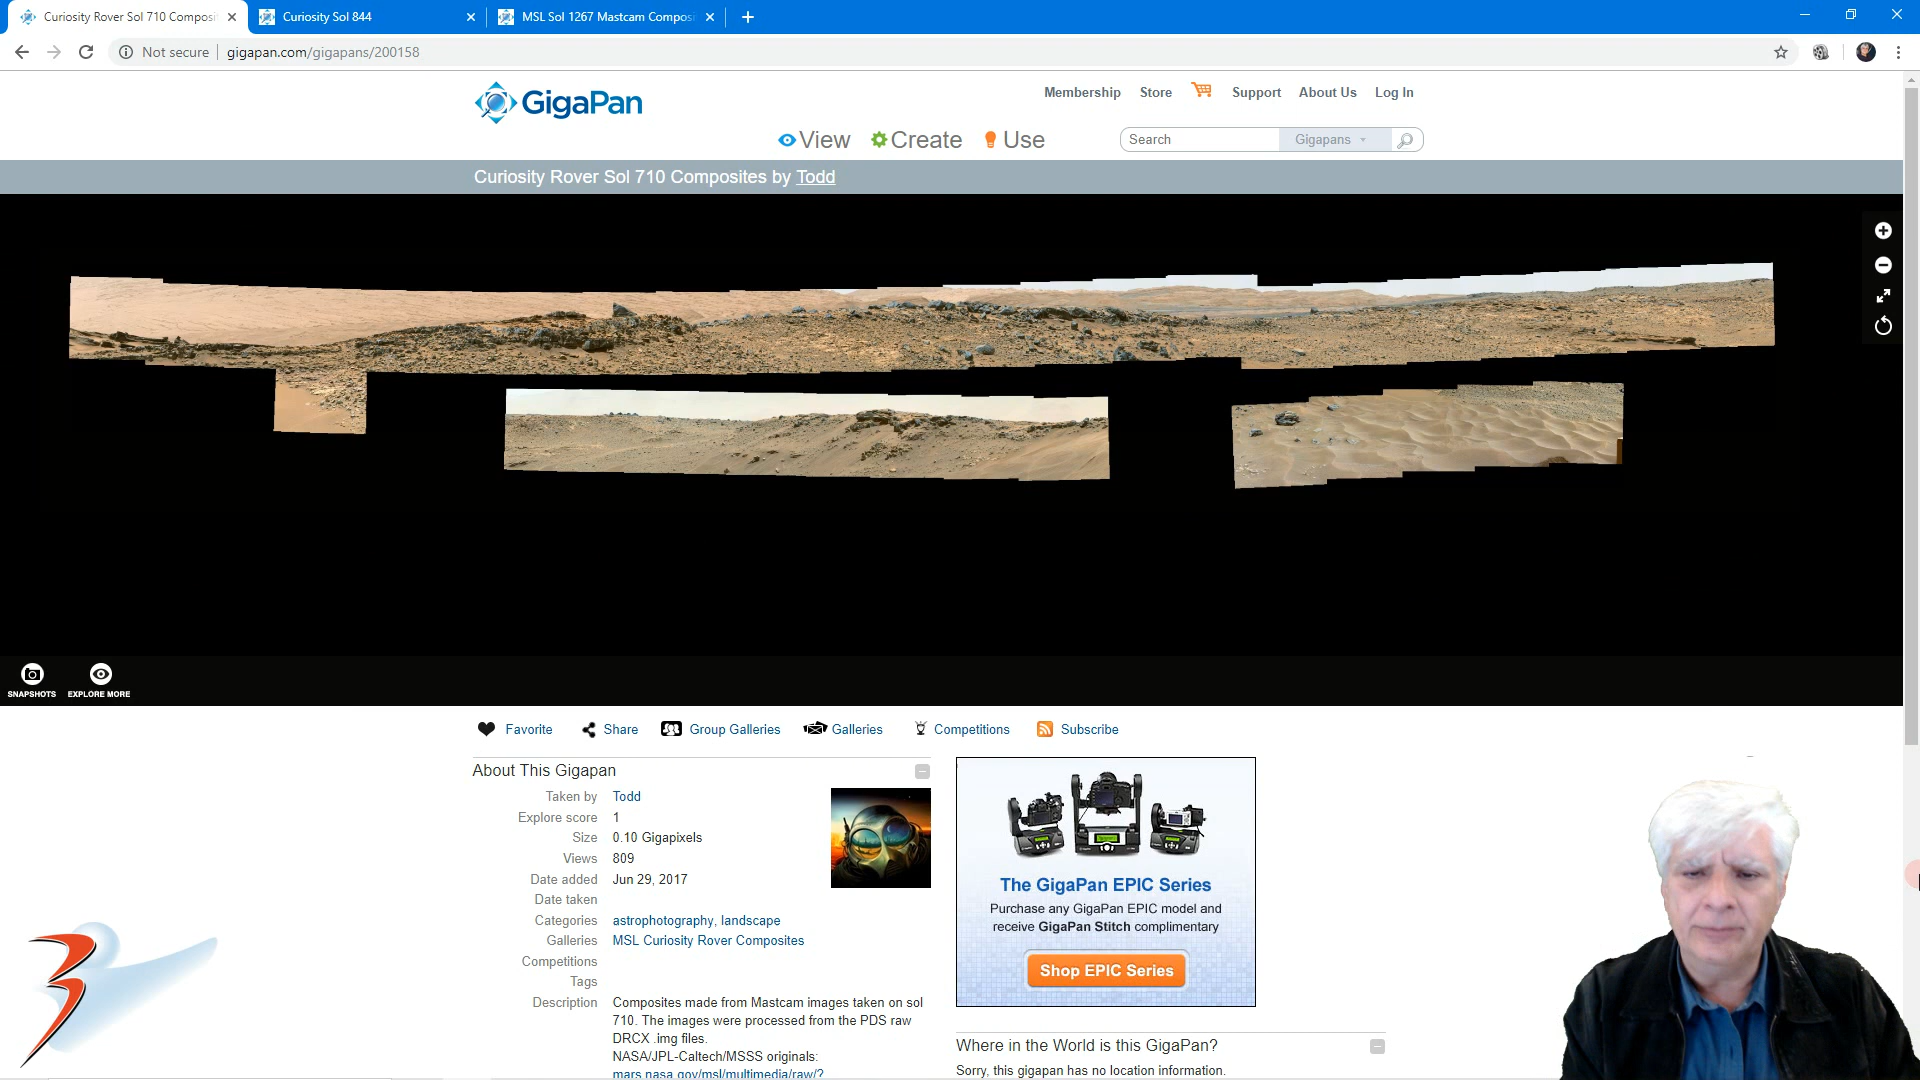 Curiosity Rover Sol 710 Composit
Curiosity Sol 844
MSL Sol 1267 Mastcam Composi
Not secure
gigapan.com/gigapans/200158
GigaPan
Membership
Store
Support
About Us
Log In
View
Create
Use
Search
Gigapans
Curiosity Rover Sol 710 Composites by Todd
SNAPSHOTS
EXPLORE MORE
Favorite
Share
Group Galleries
Galleries
Competitions
Subscribe
About This Gigapan
Taken by Todd
Explore score 1
Size 0.10 Gigapixels
Views 809
Date added Jun 29, 2017
Date taken
Categories astrophotography, landscape
Galleries MSL Curiosity Rover Composites
Competitions
Tags
Description Composites made from Mastcam images taken on sol
710. The images were processed from the PDS raw
DRCX .img files.
NASA/JPL-Caltech/MSSS originals:
mars.nasa.gov/msl/multimedia/raw/?
The GigaPan EPIC Series
Purchase any GigaPan EPIC model and
receive GigaPan Stitch complimentary
Shop EPIC Series
Where in the World is this GigaPan?
Sorry, this gigapan has no location information.